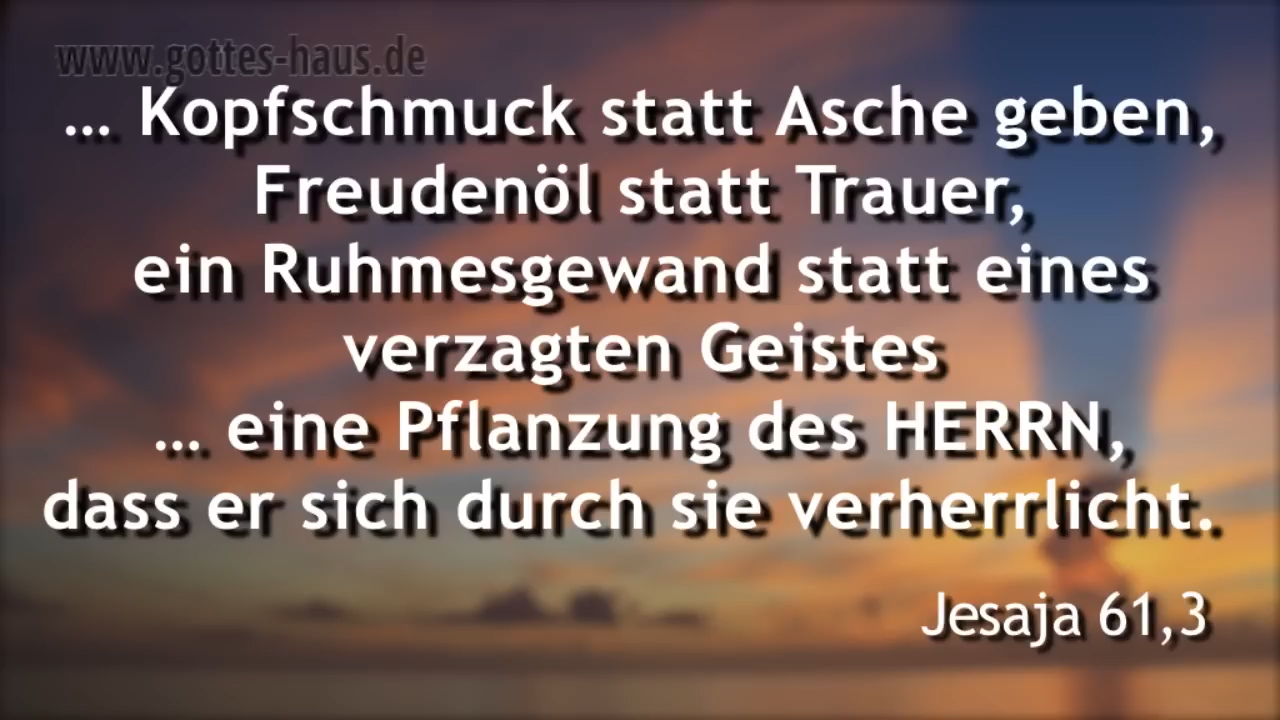 www.gottes-haus.de
... Kopfschmuck statt Asche geben,
Freudenöl statt Trauer,
ein Ruhmesgewand statt eines
verzagten Geistes
... eine Pflanzung des HERRN,
dass er sich durch sie verherrlicht.
Jesaja 61,3